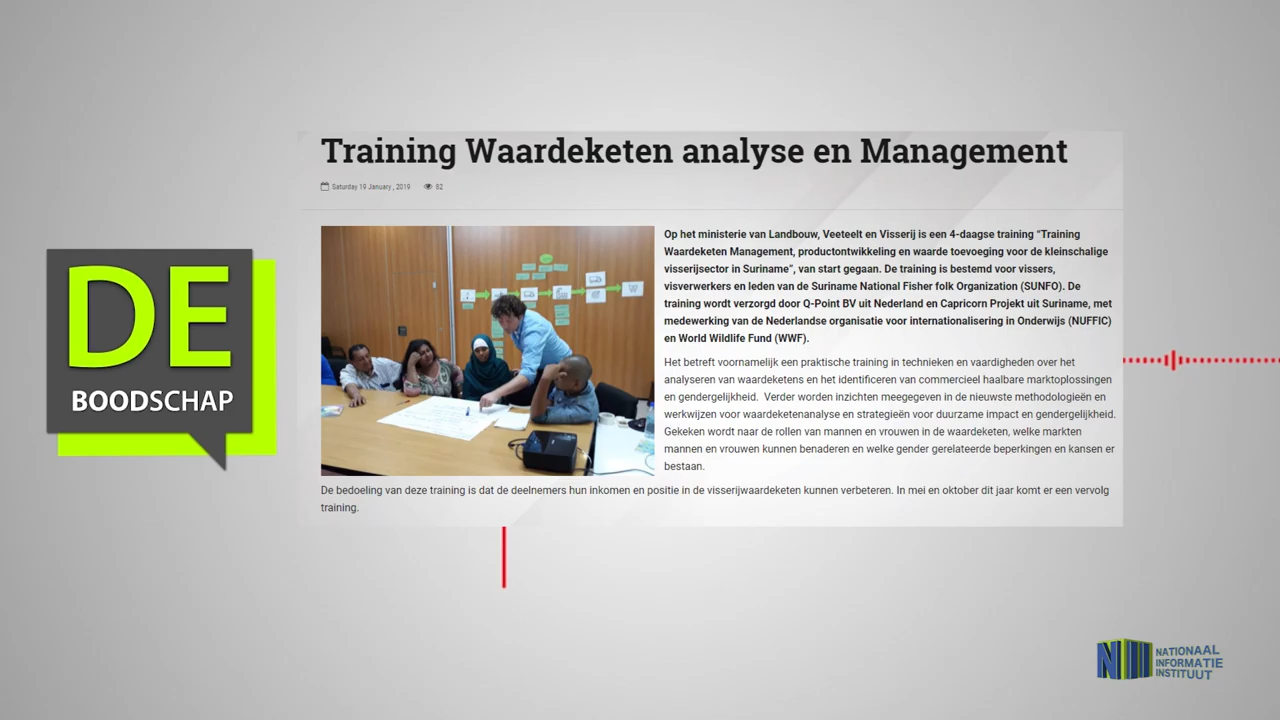 Training Waardeketen analyse en Management
Saturday 19 January , 2019 82
DE
BOODSCHAP
Op het ministerie van Landbouw, Veeteelt en Visserij is een 4-daagse training “Training
Waardeketen Management, productontwikkeling en waarde toevoeging voor de kleinschalige
visserijsector in Suriname”, van start gegaan. De training is bestemd voor vissers,
visverwerkers en leden van de Suriname National Fisher folk Organization (SUNFO). De
training wordt verzorgd door Q-Point BV uit Nederland en Capricorn Projekt uit Suriname, met
medewerking van de Nederlandse organisatie voor internationalisering in Onderwijs (NUFFIC)
en World Wildlife Fund (WWF).
Het betreft voornamelijk een praktische training in technieken en vaardigheden over het
analyseren van waardeketens en het identificeren van commercieel haalbare marktoplossingen
en gendergelijkheid. Verder worden inzichten meegegeven in de nieuwste methodologieën en
werkwijzen voor waardeketenanalyse en strategieën voor duurzame impact en gendergelijkheid.
Gekeken wordt naar de rollen van mannen en vrouwen in de waardeketen, welke markten
mannen en vrouwen kunnen benaderen en welke gender gerelateerde beperkingen en kansen er
bestaan.
De bedoeling van deze training is dat de deelnemers hun inkomen en positie in de visserijwaardeketen kunnen verbeteren. In mei en oktober dit jaar komt er een vervolg
training.
NII
NATIONAAL
INFORMATIE
INSTITUUT